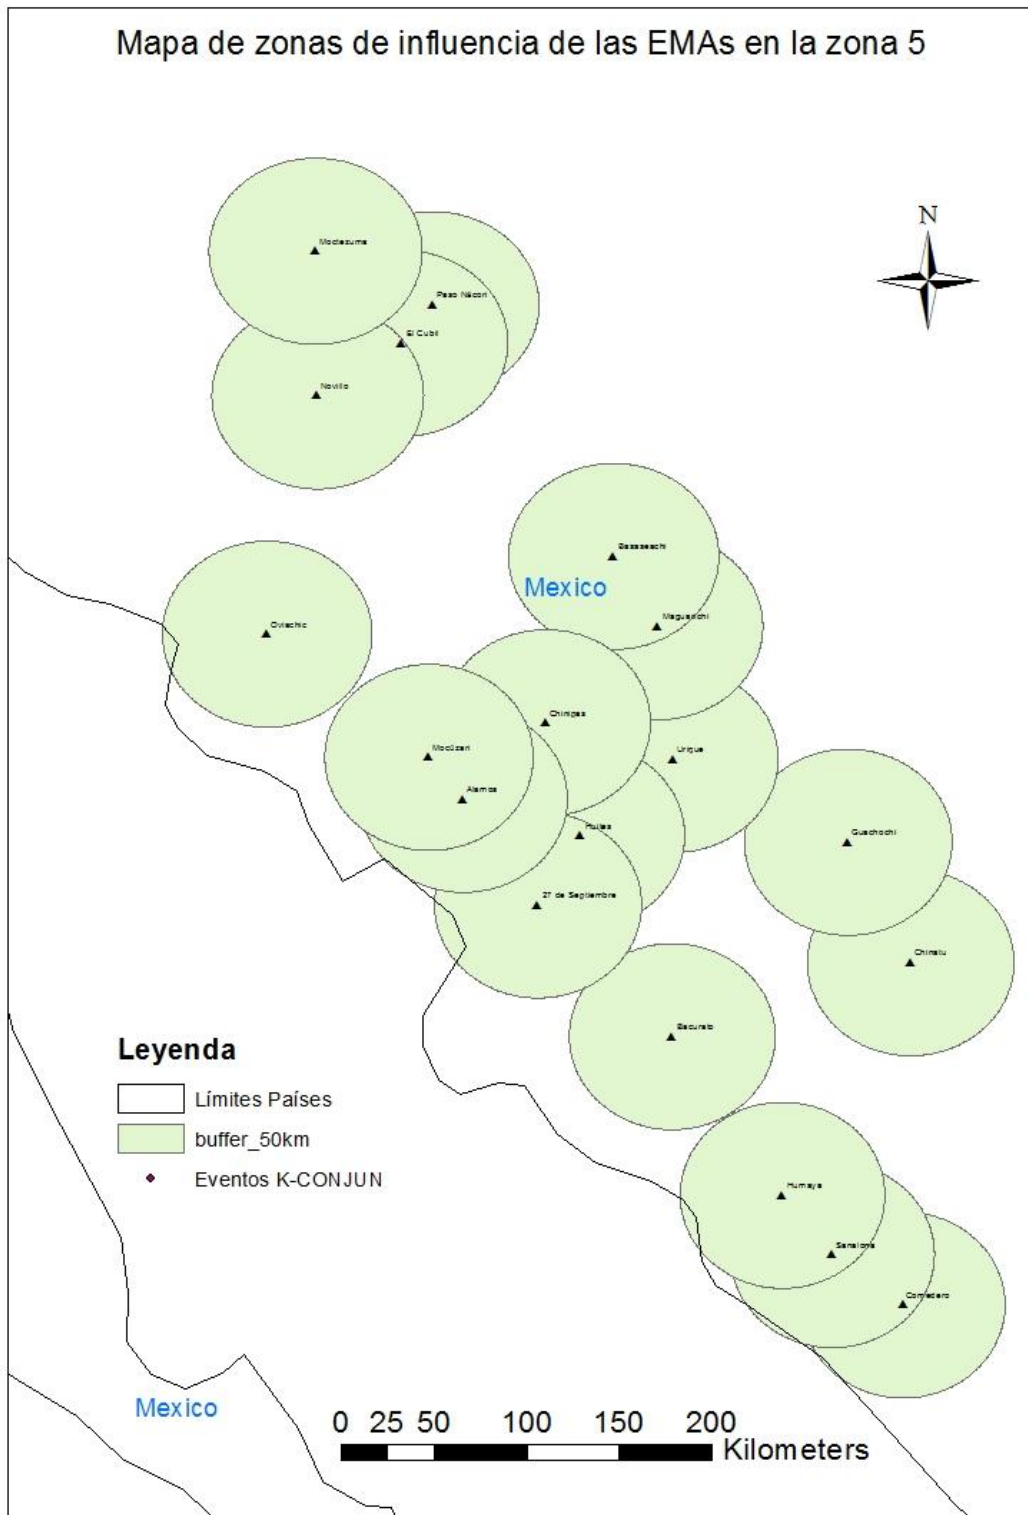 Mapa de zonas de influencia de las EMAs en la zona 5
N
Moctezuma
Paso Nácori
El Cubil
Novillo
Basaseachi
Mexico
Maguarichi
Oviachic
Chinipas
Mocúzari
Urique
Alamos
Huites
Guachochi
27 de Septiembre
Chinatu
Bacurato
Leyenda
Límites Países
buffer_50km
Eventos K-CONJUN
Humaya
Sanalona
Comedero
Mexico
0 25 50 100 150 200
Kilometers